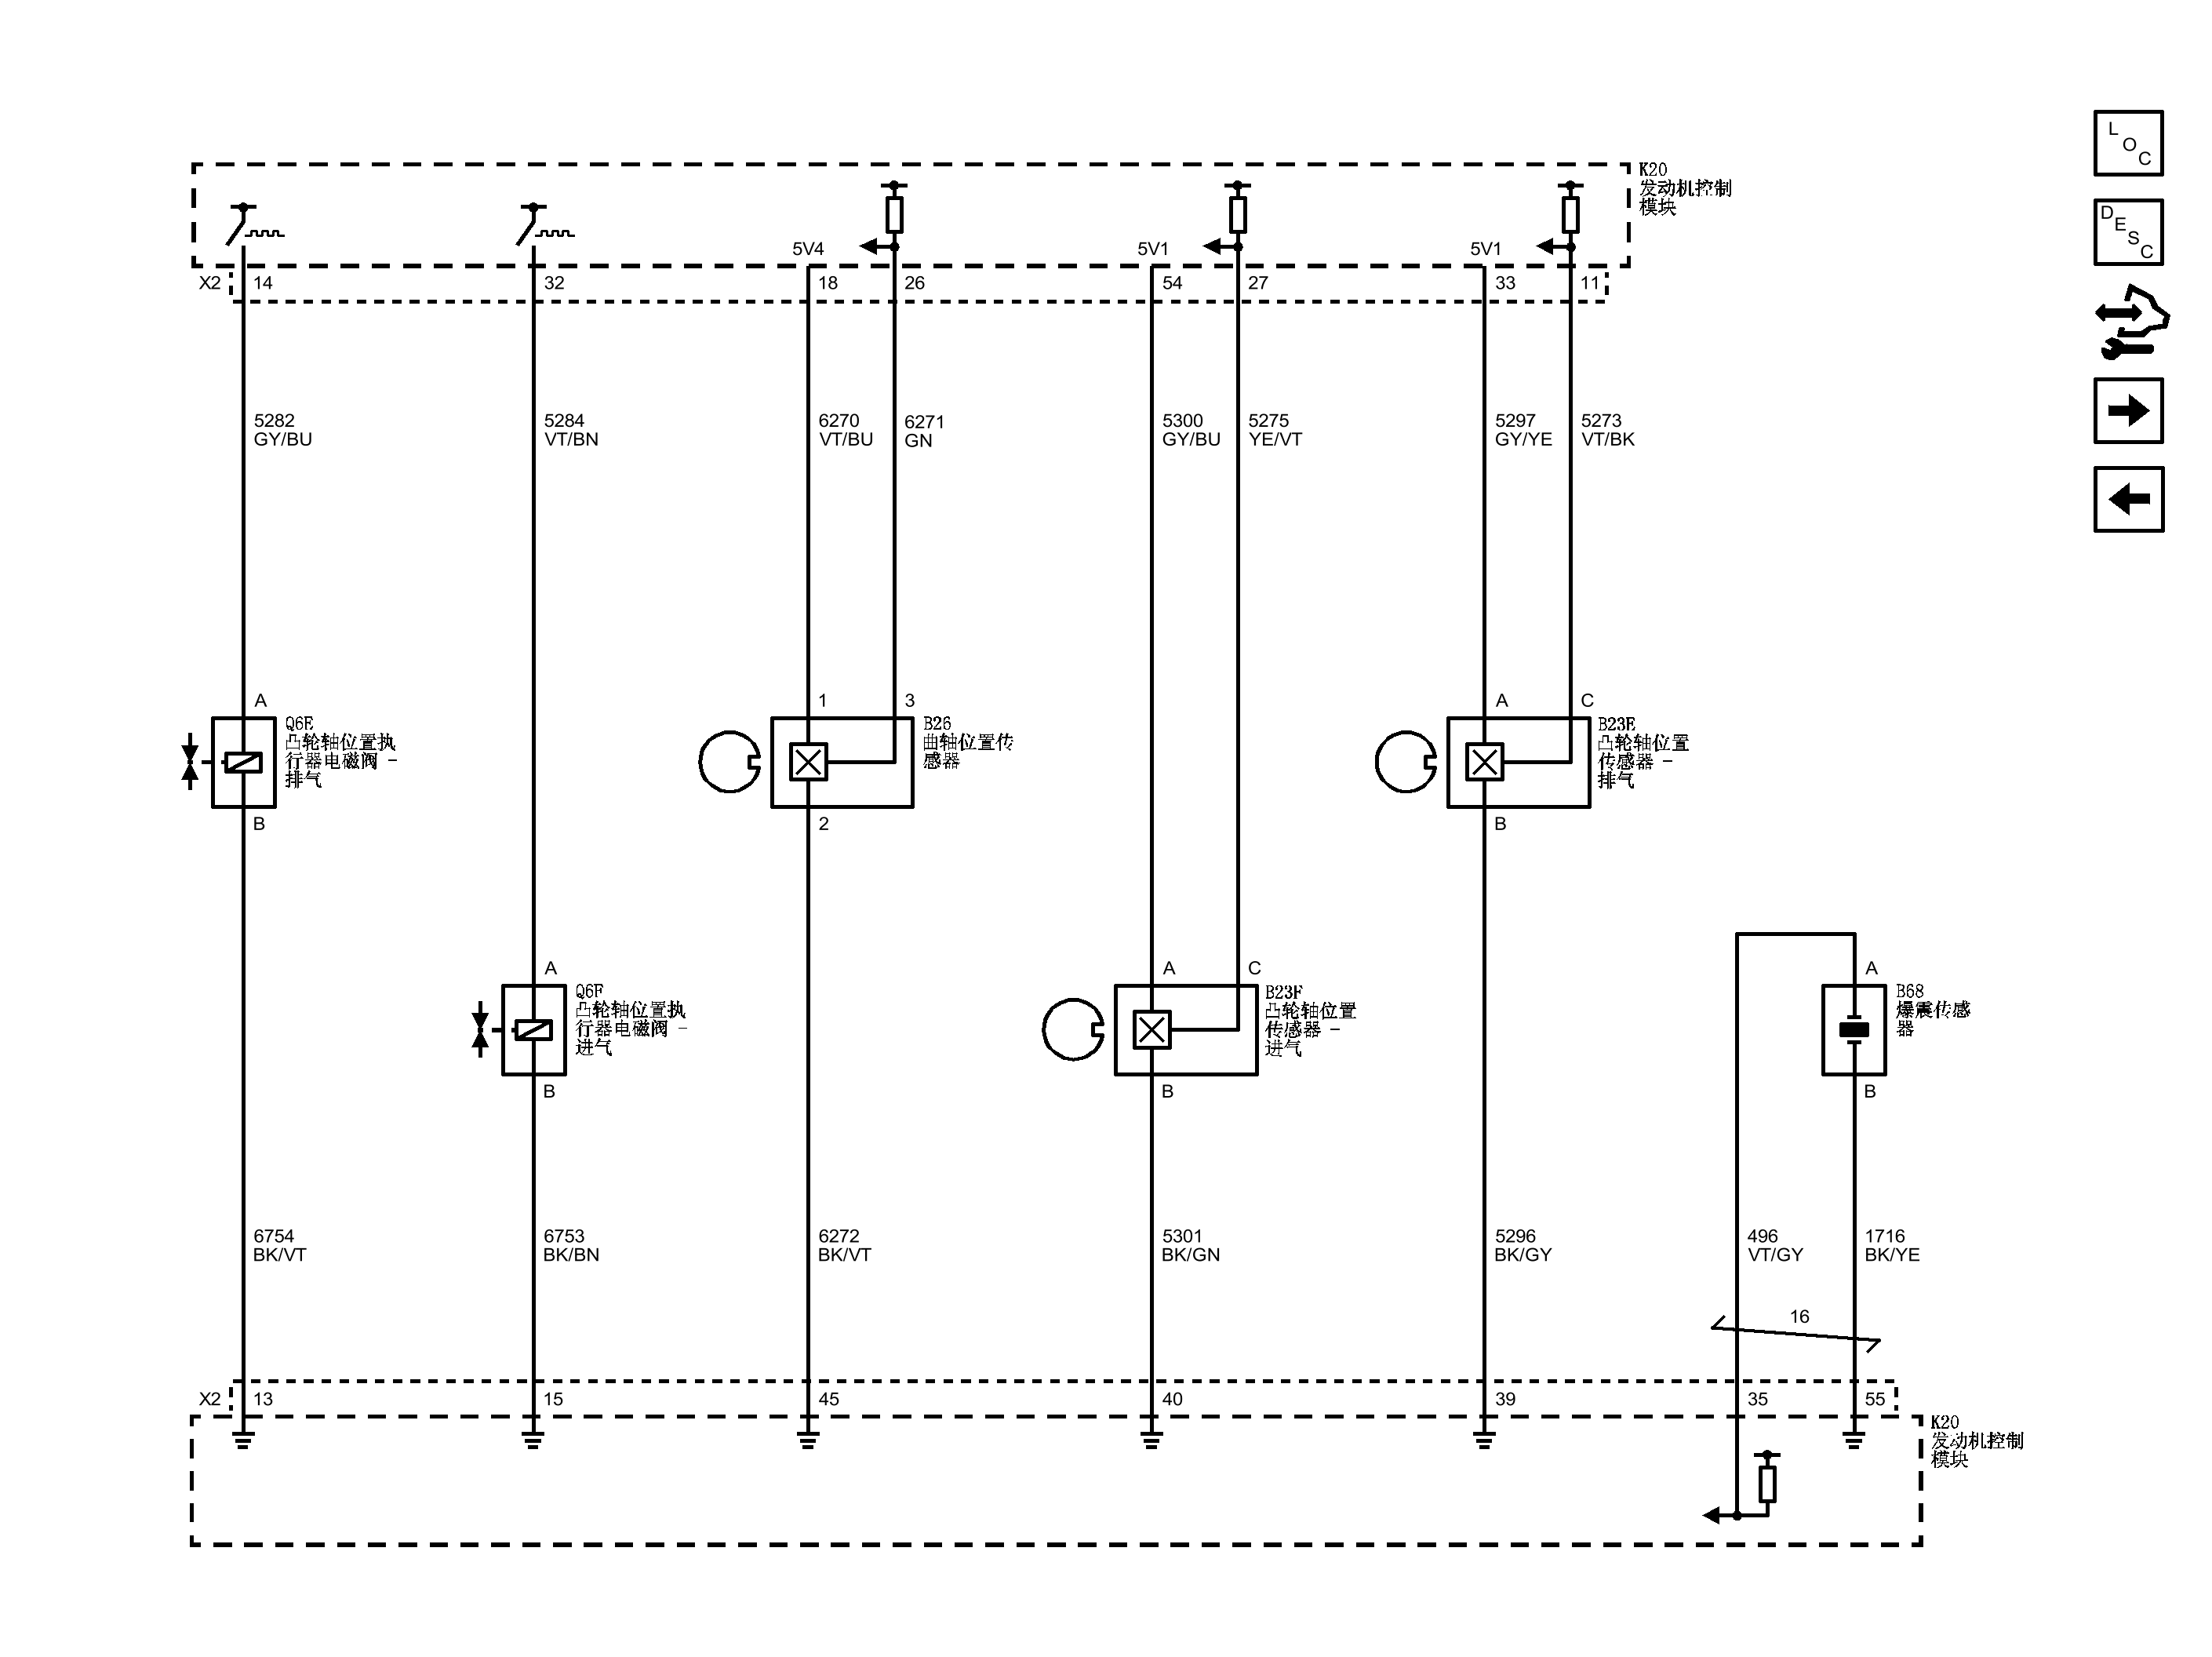 L
O
C
K20
发动机控制
模块
D
E
S
C
5V4
5V1
5V1
X2
14
32
18
26
54
27
33
11
5282
GY/BU
5284
VT/BN
6270
VT/BU
6271
GN
5300
GY/BU
5275
YE/VT
5297
GY/YE
5273
VT/BK
A
1
3
A
C
Q6E
凸轮轴位置执
行器电磁阀 -
排气
B26
曲轴位置传
感器
B23E
凸轮轴位置
传感器 -
排气
B
2
B
A
A
C
A
Q6F
凸轮轴位置执
行器电磁阀 -
进气
B23F
凸轮轴位置
传感器 -
进气
B68
爆震传感
器
B
B
B
6754
BK/VT
6753
BK/BN
6272
BK/VT
5301
BK/GN
5296
BK/GY
496
VT/GY
1716
BK/YE
16
X2
13
15
45
40
39
35
55
K20
发动机控制
模块